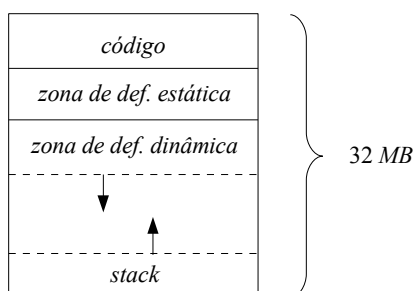 código
zona de def. estática
zona de def. dinâmica
32 MB
stack